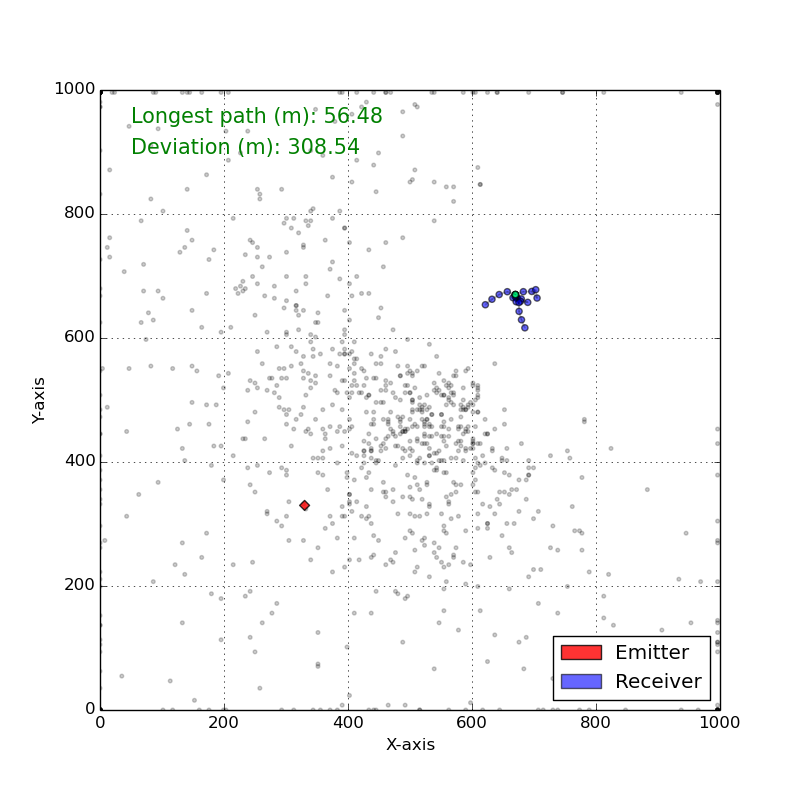 Longest path (m): 56.48
Deviation (m): 308.54
1000
800
600
400
200
0
Y-axis
0 200 400 600 800 1000
X-axis
Emitter
Receiver